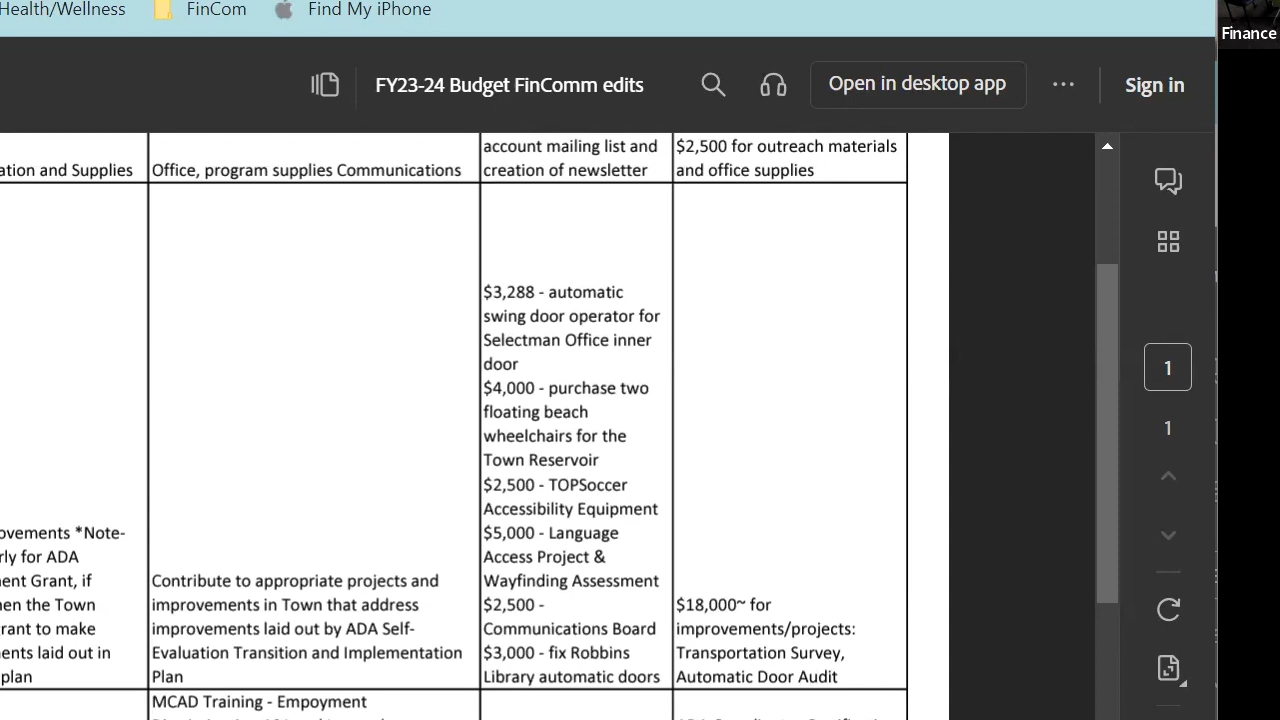 Health/Wellness FinCom Find My iPhone
Finance
FY23-24 Budget FinComm edits
Open in desktop app
Sign in
ation and Supplies
Office, program supplies Communications
account mailing list and
creation of newsletter
$2,500 for outreach materials
and office supplies
ovements *Note-
rly for ADA
ent Grant, if
en the Town
rant to make
ents laid out in
plan
Contribute to appropriate projects and
improvements in Town that address
improvements laid out by ADA Self-
Evaluation Transition and Implementation
Plan
$3,288 - automatic
swing door operator for
Selectman Office inner
door
$4,000 - purchase two
floating beach
wheelchairs for the
Town Reservoir
$2,500 - TOPSoccer
Accessibility Equipment
$5,000 - Language
Access Project &
Wayfinding Assessment
$2,500 -
Communications Board
$3,000 - fix Robbins
Library automatic doors
$18,000~ for
improvements/projects:
Transportation Survey,
Automatic Door Audit
MCAD Training - Empoyment
1
1